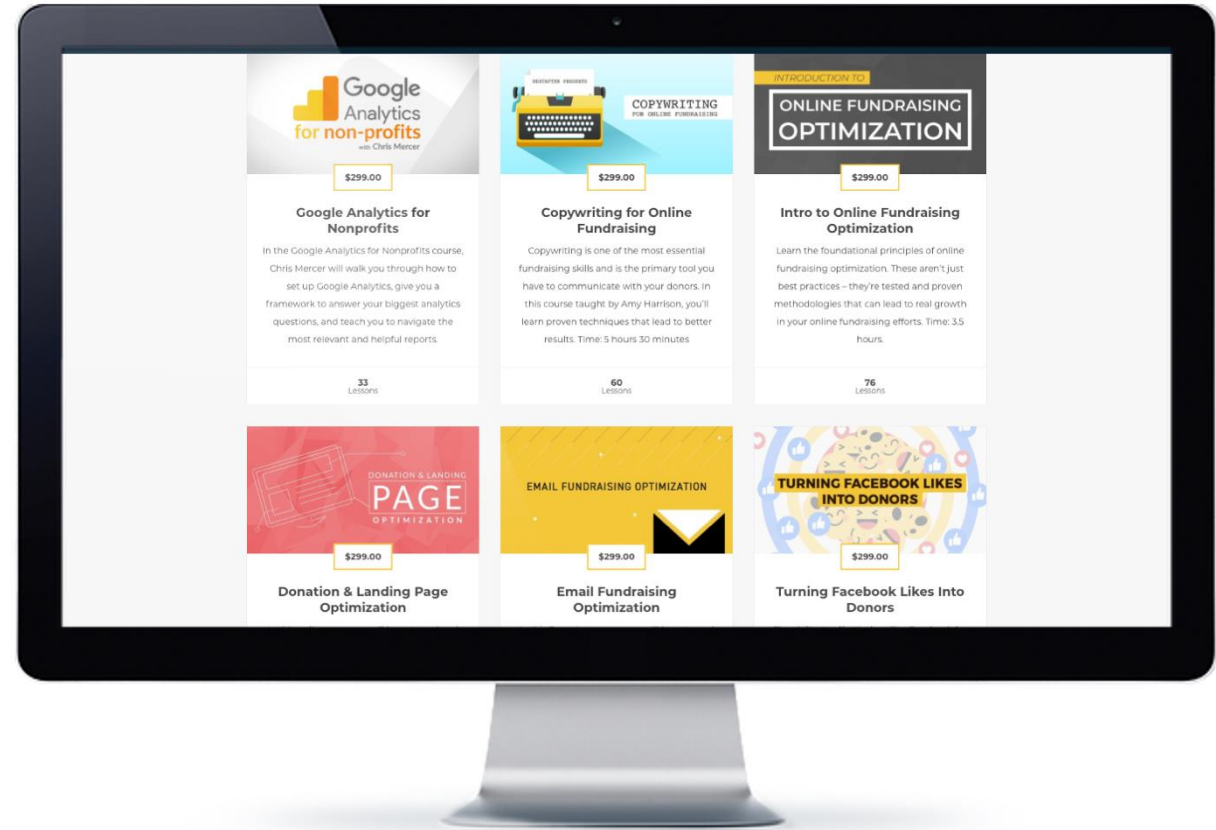 Google
Analytics
for non-profits
with Chris Mercer
$299.00
Google Analytics for
Nonprofits
In the Google Analytics for Nonprofits course,
Chris Mercer will walk you through how to
set up Google Analytics, give you a
framework to answer your biggest analytics
questions, and teach you to navigate the
most relevant and helpful reports.
33
Lessons
NEXTAFTER PRESENTS
COPYWRITING
FOR ONLINE FUNDRAISING
$299.00
Copywriting for Online
Fundraising
Copywriting is one of the most essential
fundraising skills and is the primary tool you
have to communicate with your donors. In
this course taught by Amy Harrison, you'll
learn proven techniques that lead to better
results. Time: 5 hours 30 minutes
60
Lessons
INTRODUCTION TO
ONLINE FUNDRAISING
OPTIMIZATION
$299.00
Intro to Online Fundraising
Optimization
Learn the foundational principles of online
fundraising optimization. These aren't just
best practices – they're tested and proven
methodologies that can lead to real growth
in your online fundraising efforts. Time: 3.5
hours.
76
Lessons
DONATION & LANDING
PAGE
OPTIMIZATION
$299.00
Donation & Landing Page
Optimization
EMAIL FUNDRAISING OPTIMIZATION
$299.00
Email Fundraising
Optimization
TURNING FACEBOOK LIKES
INTO DONORS
$299.00
Turning Facebook Likes Into
Donors